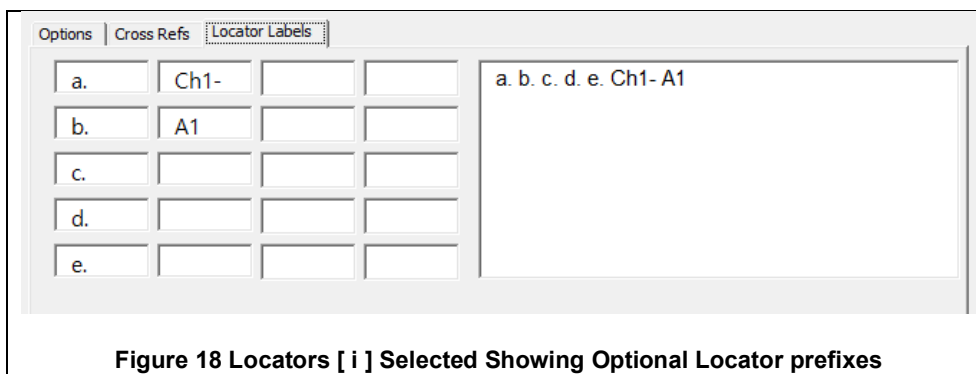 Options Cross Refs Locator Labels
a. Ch1- a. b. c. d. e. Ch1- A1
b. A1
c.
d.
e.
Figure 18 Locators [ i ] Selected Showing Optional Locator prefixes